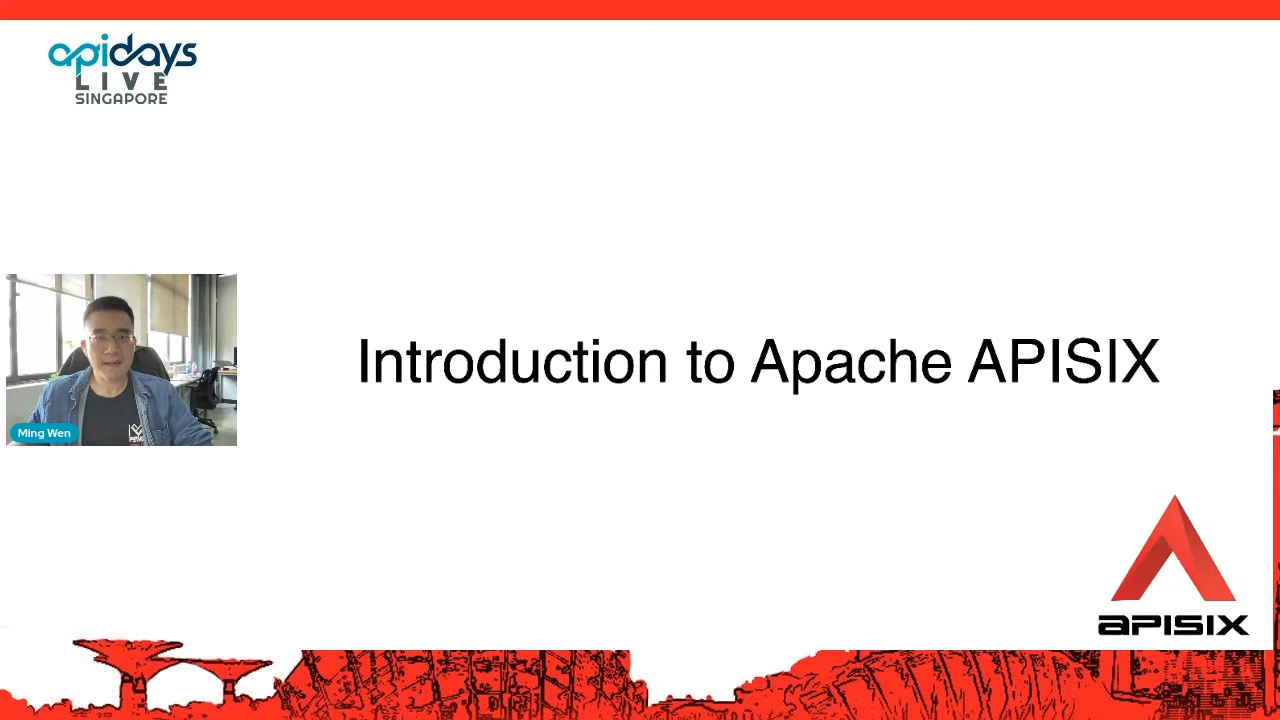 apidays
LIVE
SINGAPORE
Introduction to Apache APISIX
Ming Wen
APISIX